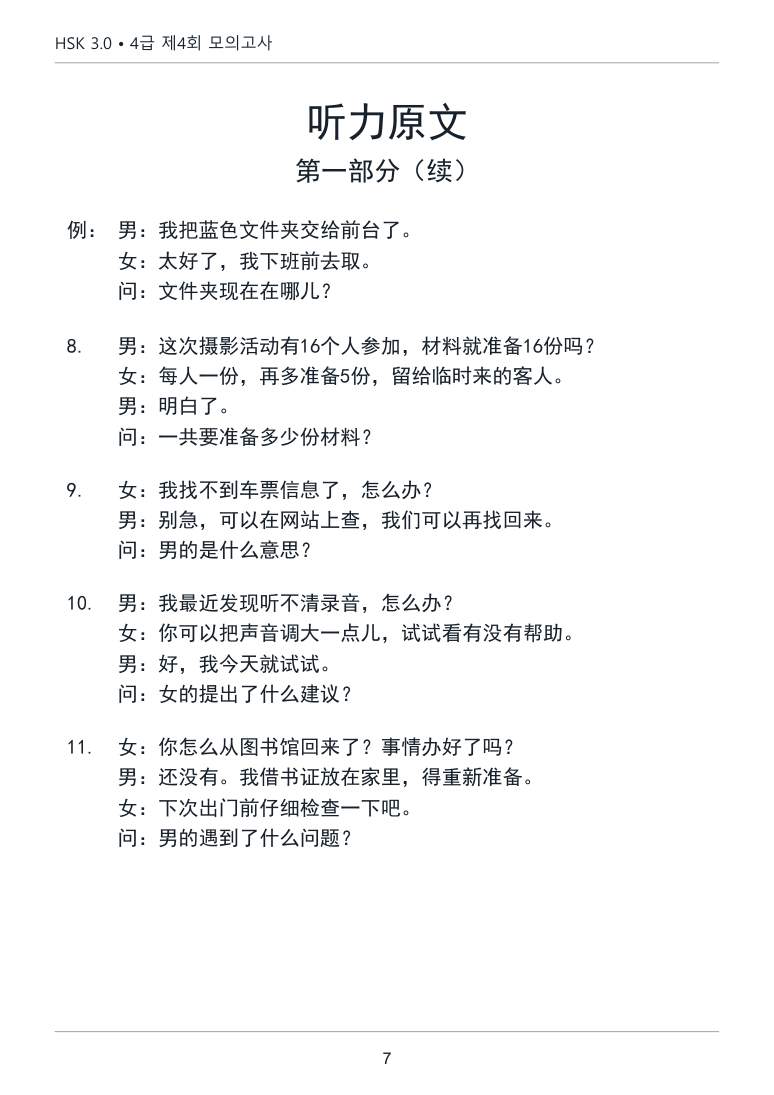 HSK 3.0 • 4급 제4회 모의고사
听力原文
第一部分（续）
例： 男：我把蓝色文件夹交给前台了。
女：太好了，我下班前去取。
问：文件夹现在在哪儿？
8. 男：这次摄影活动有16个人参加，材料就准备16份吗？
女：每人一份，再多准备5份，留给临时来的客人。
男：明白了。
问：一共要准备多少份材料？
9. 女：我找不到车票信息了，怎么办？
男：别急，可以在网站上查，我们可以再找回来。
问：男的是什么意思？
10. 男：我最近发现听不清录音，怎么办？
女：你可以把声音调大一点儿，试试看有没有帮助。
男：好，我今天就试试。
问：女的提出了什么建议？
11. 女：你怎么从图书馆回来了？事情办好了吗？
男：还没有。我借书证放在家里，得重新准备。
女：下次出门前仔细检查一下吧。
问：男的遇到了什么问题？
7